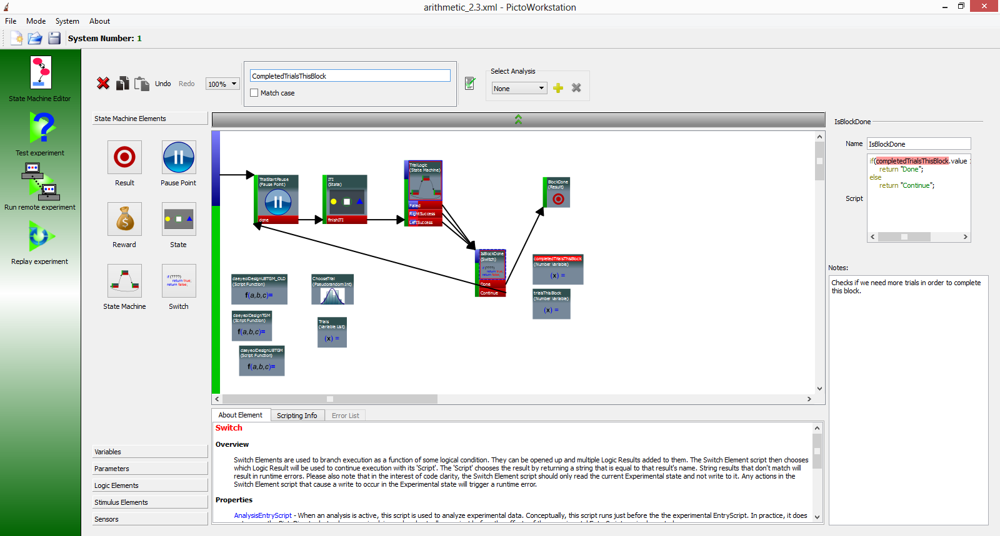 arithmetic_2.3.xml - PictoWorkstation
File Mode System About
System Number: 1
State Machine Editor
Test experiment
Run remote experiment
Replay experiment
Undo Redo 100%
CompletedTrialsThisBlock
Match case
Select Analysis
None
State Machine Elements
Result Pause Point
Reward State
if (????)
return true;
return false;
State Machine Switch
Variables
Parameters
Logic Elements
Stimulus Elements
Sensors
TrialStartPause
(Pause Point)
done
ITI
(State)
finishITI
TrialLogic
(State Machine)
Failed
RightSuccess
LeftSuccess
BlockDone
(Result)
IsBlockDone
(Switch)
if (????)
return true;
return false;
Done
Continue
completedTrialsThisBlock
(Number Variable)
(x) =
trialsThisBlock
(Number Variable)
(x) =
daeyeolDesignUBTGM_OLD
(Script Function)
f(a,b,c)=
daeyeolDesignTGM
(Script Function)
f(a,b,c)=
daeyeolDesignUBTGM
(Script Function)
f(a,b,c)=
ChooseTrial
(Pseudorandom Int)
Trials
(Variable List)
(x) =
About Element Scripting Info Error List
Switch
Overview
Switch Elements are used to branch execution as a function of some logical condition. They can be opened up and multiple Logic Results added to them. The Switch Element script then chooses
which Logic Result will be used to continue execution with its 'Script'. The 'Script' chooses the result by returning a string that is equal to that result's name. String results that don't match will
result in runtime errors. Please also note that in the interest of code clarity, the Switch Element script should only read the current Experimental state and not write to it. Any actions in the
Switch Element script that cause a write to occur in the Experimental state will trigger a runtime error.
Properties
AnalysisEntryScript - When an analysis is active, this script is used to analyze experimental data. Conceptually, this script runs just before the the experimental EntryScript. In practice, it does
IsBlockDone
Name IsBlockDone
Script
if(completedTrialsThisBlock.value
return "Done";
else
return "Continue";
Notes:
Checks if we need more trials in order to complete
this block.